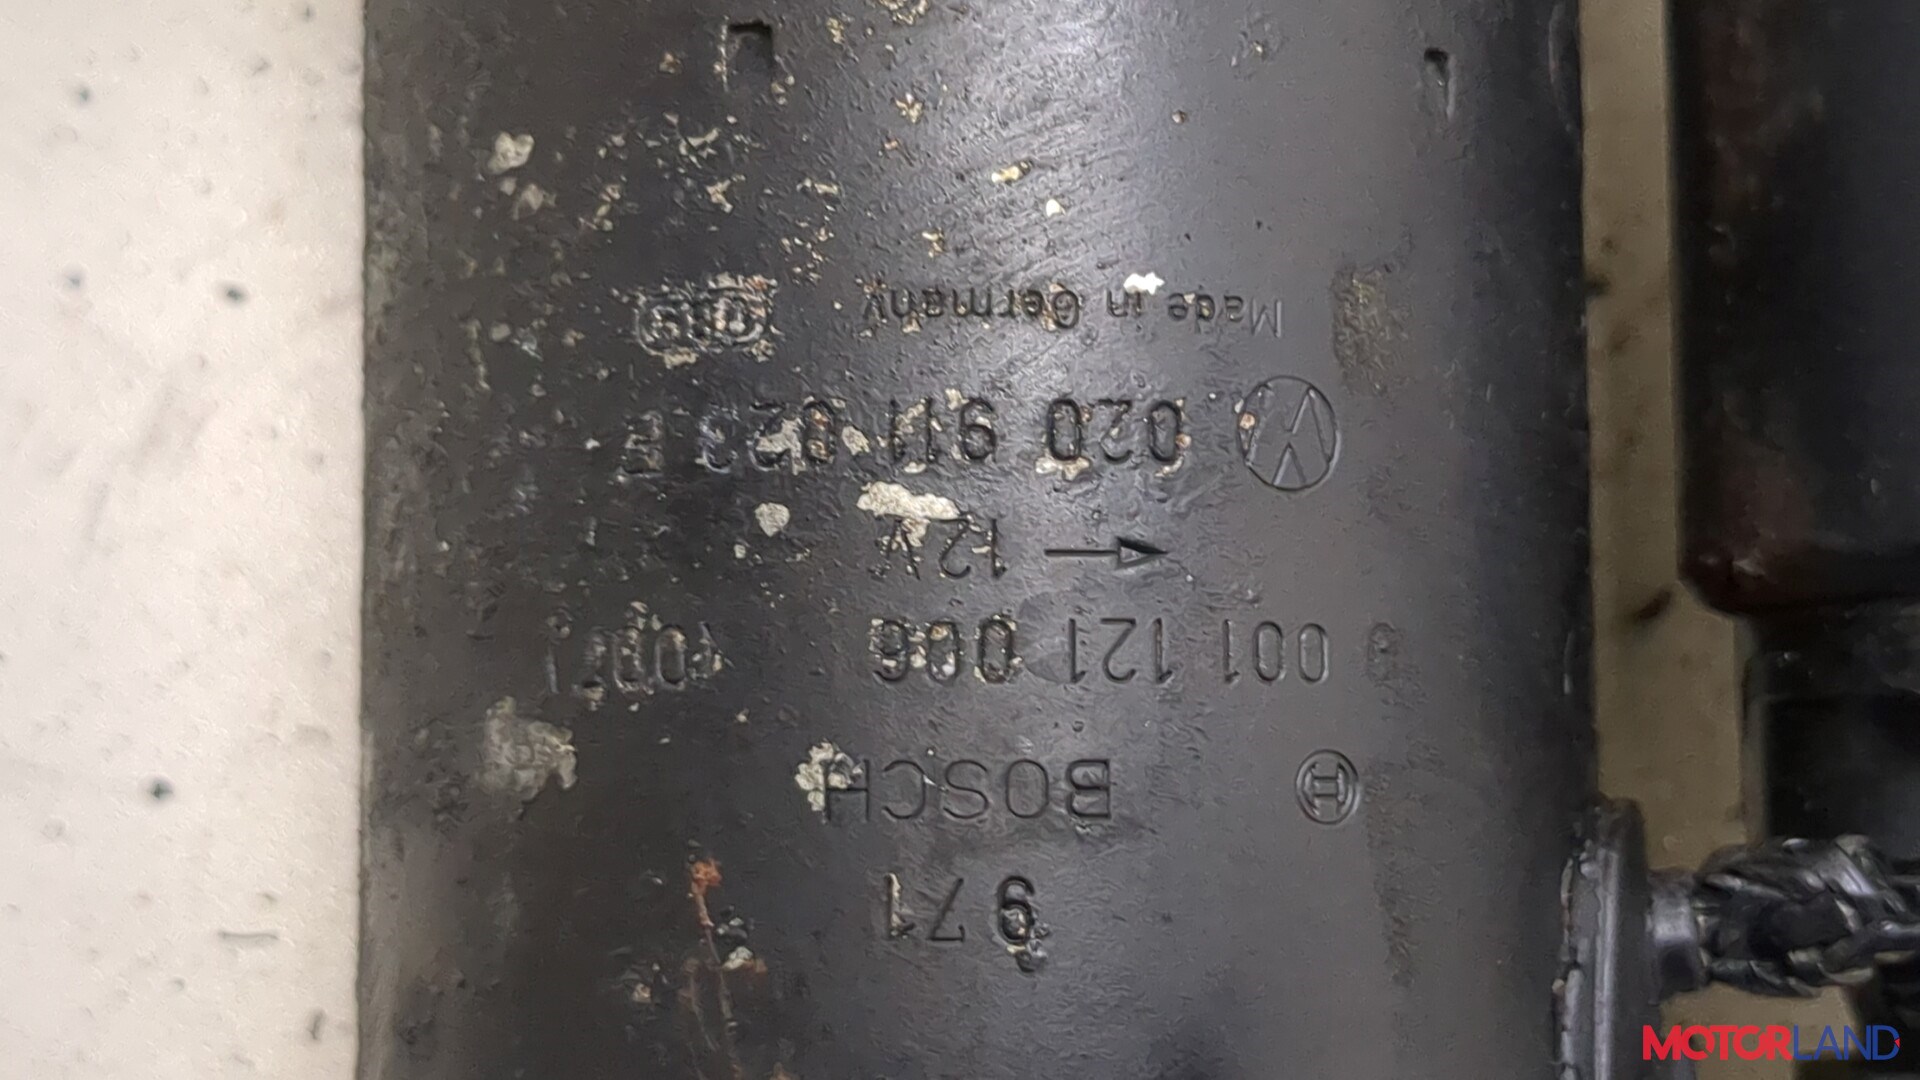 971
BOSCH
0 001 121 006
← 12V
020 911 023 F
Made in Germany
MOTORLAND